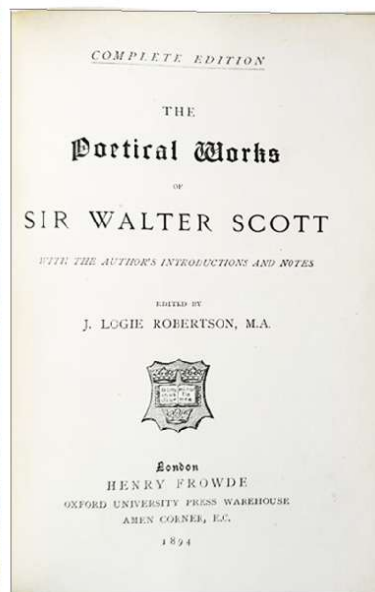 COMPLETE EDITION
THE
Poetical Works
OF
SIR WALTER SCOTT
WITH THE AUTHOR'S INTRODUCTIONS AND NOTES
EDITED BY
J. LOGIE ROBERTSON, M.A.
London
HENRY FROWDE
OXFORD UNIVERSITY PRESS WAREHOUSE
AMEN CORNER, E.C.
1894